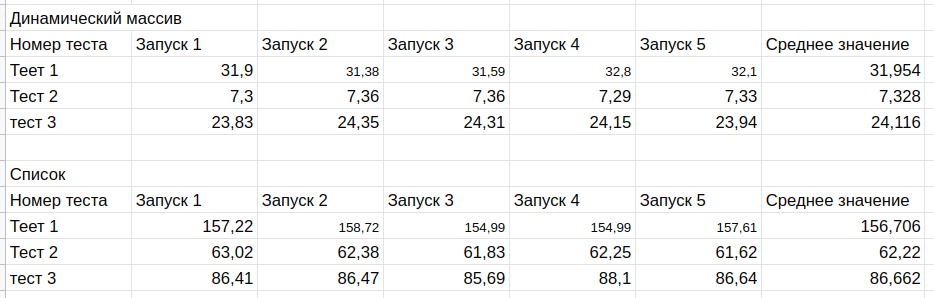 Динамический массив
Номер теста Запуск 1 Запуск 2 Запуск 3 Запуск 4 Запуск 5 Среднее значение
Теет 1 31,9 31,38 31,59 32,8 32,1 31,954
Тест 2 7,3 7,36 7,36 7,29 7,33 7,328
тест 3 23,83 24,35 24,31 24,15 23,94 24,116
Список
Номер теста Запуск 1 Запуск 2 Запуск 3 Запуск 4 Запуск 5 Среднее значение
Теет 1 157,22 158,72 154,99 154,99 157,61 156,706
Тест 2 63,02 62,38 61,83 62,25 61,62 62,22
тест 3 86,41 86,47 85,69 88,1 86,64 86,662